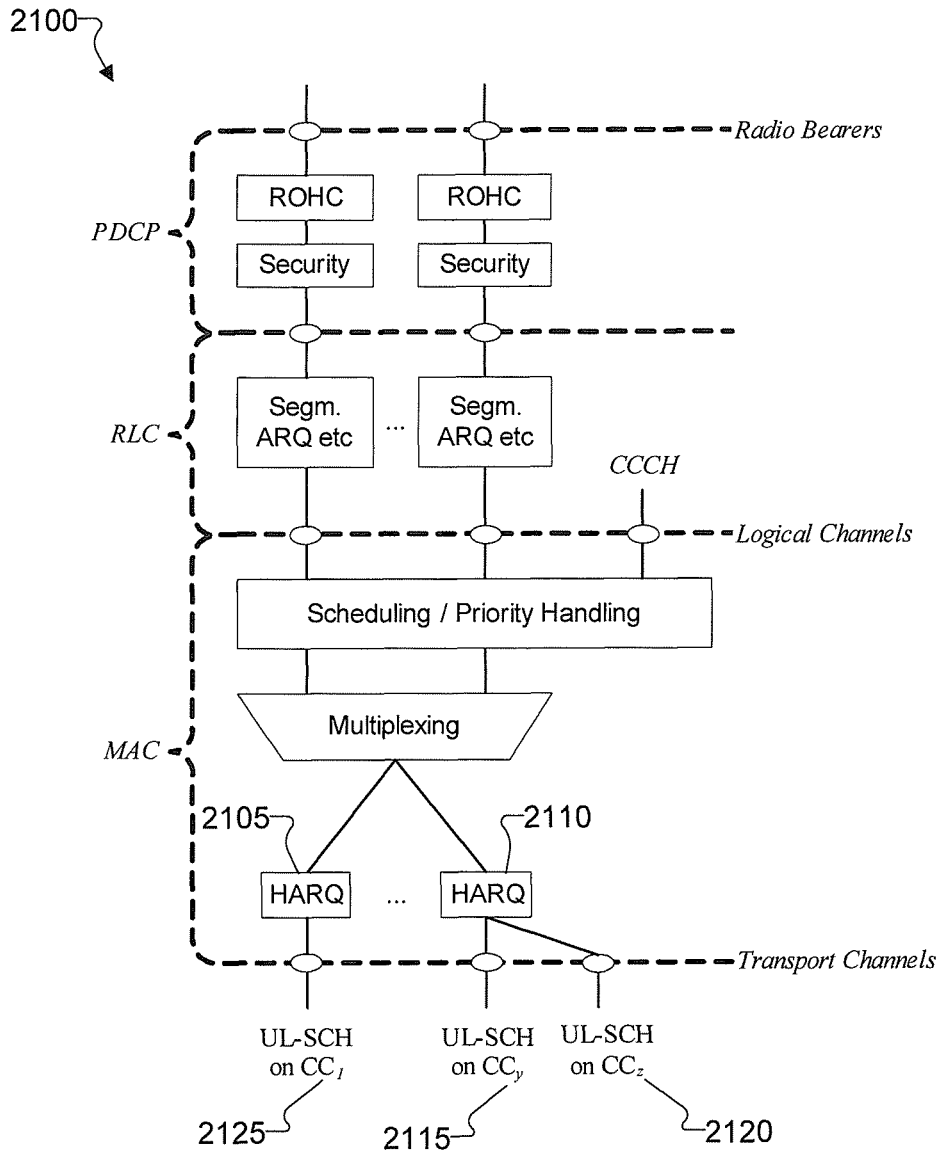 2100
Radio Bearers
ROHC
ROHC
PDCP
Security
Security
Segm.
ARQ etc
...
Segm.
ARQ etc
RLC
CCCH
Logical Channels
Scheduling / Priority Handling
Multiplexing
MAC
2105
2110
HARQ
...
HARQ
Transport Channels
UL-SCH
on CC1
UL-SCH
on CCy
UL-SCH
on CCz
2125
2115
2120